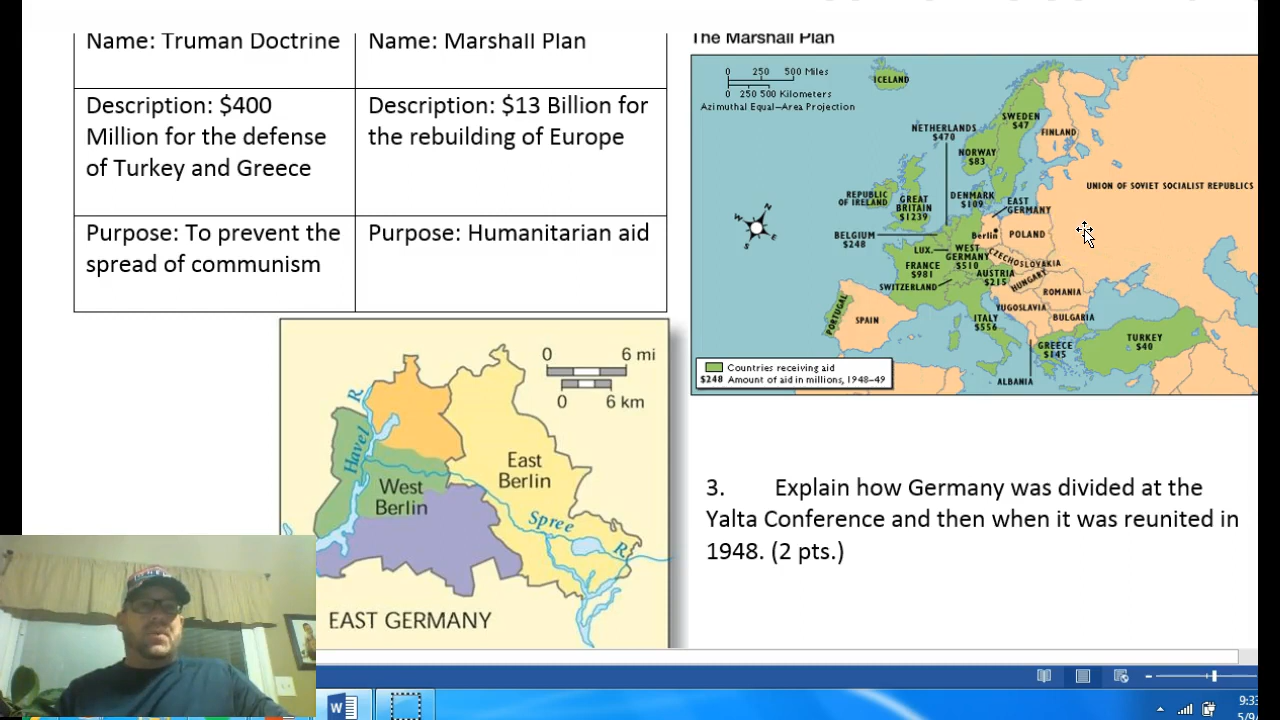 Name: Truman Doctrine
Name: Marshall Plan
Description: $400
Million for the defense
of Turkey and Greece
Description: $13 Billion for
the rebuilding of Europe
Purpose: To prevent the
spread of communism
Purpose: Humanitarian aid
The Marshall Plan
0 250 500 Miles
0 250 500 Kilometers
Azimuthal Equal–Area Projection
ICELAND
SWEDEN
$47
FINLAND
NETHERLANDS
$470
NORWAY
$83
UNION OF SOVIET SOCIALIST REPUBLICS
REPUBLIC
OF IRELAND
GREAT
BRITAIN
$1239
DENMARK
$109
EAST
GERMANY
BELGIUM
$248
Berlin
POLAND
LUX.
WEST
GERMANY
$510
CZECHOSLOVAKIA
FRANCE
$981
AUSTRIA
$215
HUNGARY
SWITZERLAND
ROMANIA
PORTUGAL
SPAIN
YUGOSLAVIA
BULGARIA
ITALY
$556
GREECE
$145
TURKEY
$40
ALBANIA
N
E
S
W
Countries receiving aid
$248 Amount of aid in millions, 1948–49
0 6 mi
0 6 km
Havel R.
West
Berlin
East
Berlin
Spree R.
EAST GERMANY
3. Explain how Germany was divided at the
Yalta Conference and then when it was reunited in
1948. (2 pts.)
W
9:33
5/9